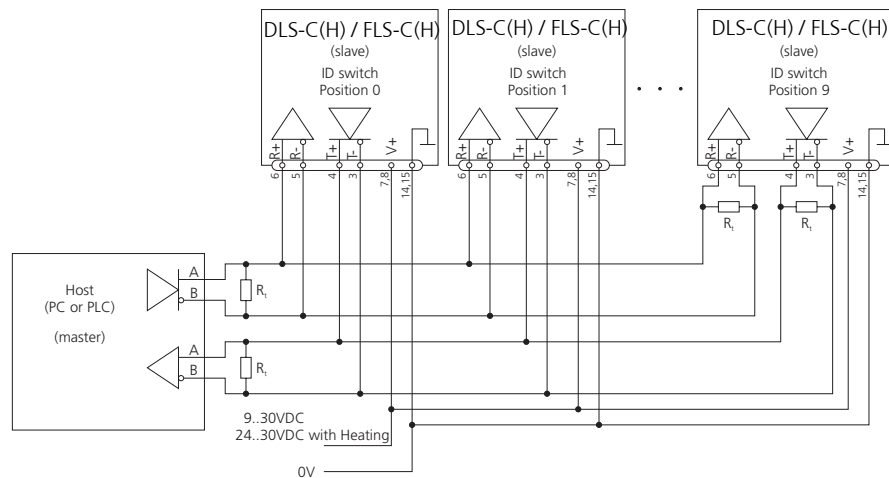 DLS-C(H) / FLS-C(H)
(slave)
ID switch
Position 0
R+
R-
T+
T-
V+
6
5
4
3
7,8
14,15
DLS-C(H) / FLS-C(H)
(slave)
ID switch
Position 1
R+
R-
T+
T-
V+
6
5
4
3
7,8
14,15
. . .
DLS-C(H) / FLS-C(H)
(slave)
ID switch
Position 9
R+
R-
T+
T-
V+
6
5
4
3
7,8
14,15
Rt
Rt
Host
(PC or PLC)
(master)
A
B
Rt
A
B
Rt
9..30VDC
24..30VDC with Heating
0V